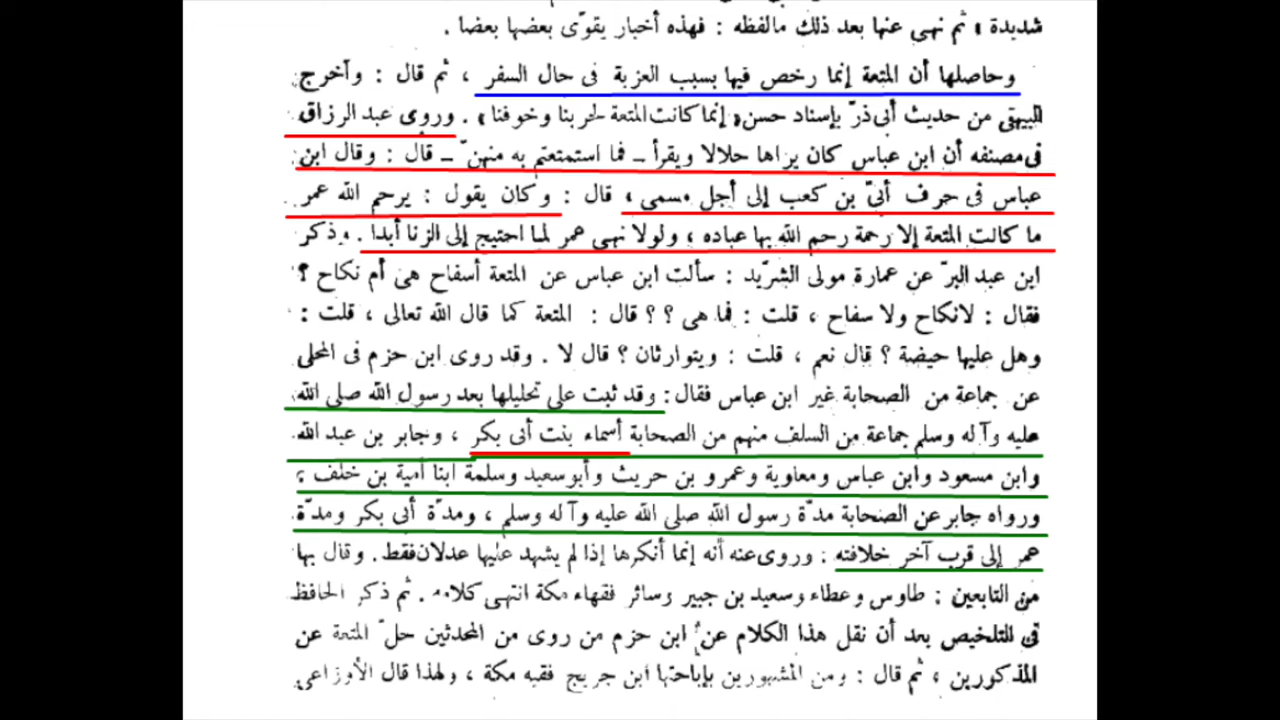 شديدة » ثم نهى عنها بعد ذلك مالفظه : فهذه أخبار يقوّى بعضها بعضا .
وحاصلها أن المتعة إنما رخص فيها بسبب العزبة فى حال السفر ، ثم قال : وأخرج
البيهقى من حديث أبى ذرّ بإسناد حسن « إنما كانت المتعة لحربنا وخوفنا » . وروى عبد الرزاق
فى مصنفه أن ابن عباس كان يراها حلالا ويقرأ ـ فما استمتعتم به منهنّ ـ قال : وقال ابن
عباس فى حرف أبىّ بن كعب إلى أجل مسمى ، قال : وكان يقول : يرحم الله عمر
ما كانت المتعة إلا رحمة رحم الله بها عباده ، ولولا نهى عمر لما احتيج إلى الزنا أبدا . وذكر
ابن عبد البرّ عن عمارة مولى الشرّيد : سألت ابن عباس عن المتعة أسفاح هى أم نكاح ؟
فقال : لانكاح ولا سفاح ، قلت : فما هى ؟ ؟ قال : المتعة كما قال الله تعالى ، قلت :
وهل عليها حيضة ؟ قال نعم ، قلت : ويتوارثان ؟ قال لا . وقد روى ابن حزم فى المحلى
عن جماعة من الصحابة غير ابن عباس فقال : وقد ثبت على تحليلها بعد رسول الله صلى الله
عليه وآله وسلم جماعة من السلف منهم من الصحابة أسماء بنت أبى بكر ، وجابر بن عبد الله
وابن مسعود وابن عباس ومعاوية وعمرو بن حريث وأبوسعيد وسلمة ابنا أمية بن خلف ؛
ورواه جابر عن الصحابة مدّة رسول الله صلى الله عليه وآله وسلم ، ومدّة أبى بكر ومدّة
عمر إلى قرب آخر خلافته : وروى عنه أنه إنما أنكرها إذا لم يشهد عليها عدلان فقط . وقال بها
من التابعين : طاوس وعطاء وسعيد بن جبير وسائر فقهاء مكة انتهى كلامه . ثم ذكر الحافظ
فى التلخيص بعد أن نقل هذا الكلام عن ابن حزم من روى من المحدثين حلّ المتعة عن
المذكورين ، ثم قال : ومن المشهورين بإباحتها ابن جريج فقيه مكة ، ولهذا قال الأوزاعى